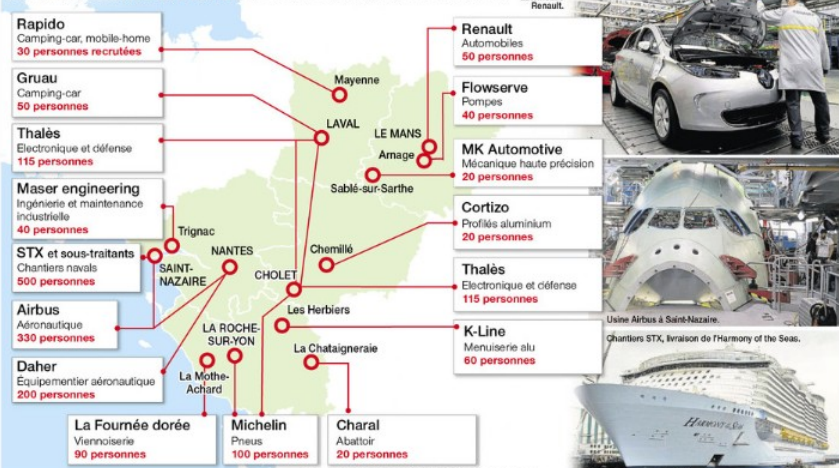 Renault.
Rapido
Camping-car, mobile-home
30 personnes recrutées
Gruau
Camping-car
50 personnes
Thalès
Electronique et défense
115 personnes
Maser engineering
Ingénierie et maintenance
industrielle
40 personnes
STX et sous-traitants
Chantiers navals
500 personnes
Airbus
Aéronautique
330 personnes
Daher
Équipementier aéronautique
200 personnes
La Fournée dorée
Viennoiserie
90 personnes
Michelin
Pneus
100 personnes
Charal
Abattoir
20 personnes
Mayenne
LAVAL
LE MANS
Arnage
Sablé-sur-Sarthe
Trignac
NANTES
SAINT-
NAZAIRE
Chemillé
CHOLET
Les Herbiers
LA ROCHE-
SUR-YON
La Chataigneraie
La Mothe-
Achard
Renault
Automobiles
50 personnes
Flowserve
Pompes
40 personnes
MK Automotive
Mécanique haute précision
20 personnes
Cortizo
Profilés aluminium
20 personnes
Thalès
Electronique et défense
115 personnes
K-Line
Menuiserie alu
60 personnes
Usine Airbus à Saint-Nazaire.
Chantiers STX, livraison de l'Harmony of the Seas.